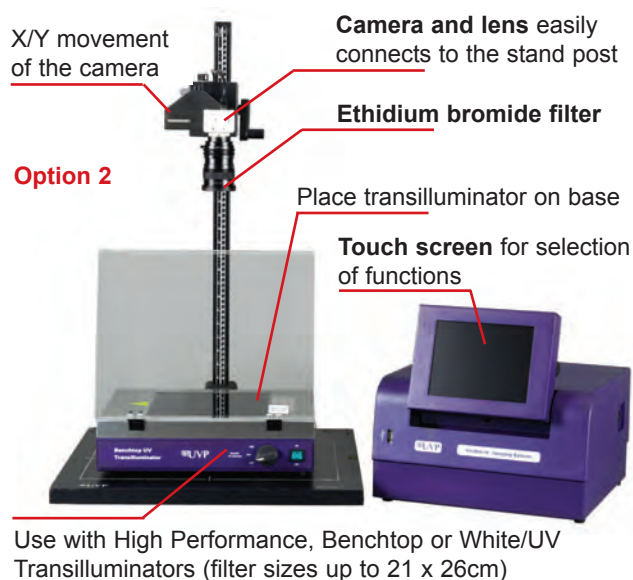 X/Y movement
of the camera
Camera and lens easily
connects to the stand post
Ethidium bromide filter
Option 2
Place transilluminator on base
Touch screen for selection
of functions
Benchtop UV
Transilluminator
UVP
UVP
UVP
Use with High Performance, Benchtop or White/UV
Transilluminators (filter sizes up to 21 x 26cm)